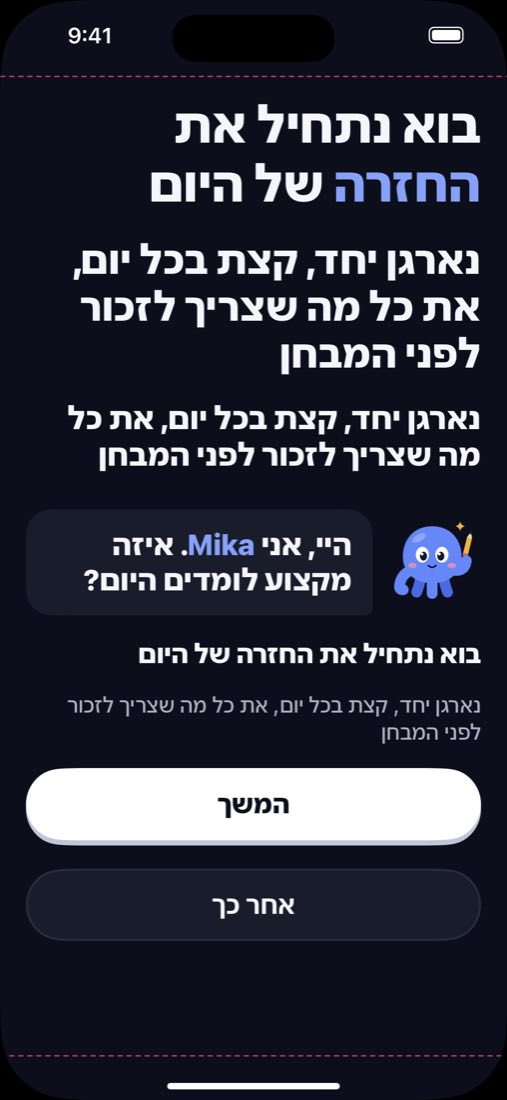 9:41
בוא נתחיל את
החזרה של היום
נארגן יחד, קצת בכל יום,
את כל מה שצריך לזכור
לפני המבחן
נארגן יחד, קצת בכל יום, את כל
מה שצריך לזכור לפני המבחן
היי, אני Mika. איזה
מקצוע לומדים היום?
בוא נתחיל את החזרה של היום
נארגן יחד, קצת בכל יום, את כל מה שצריך לזכור
לפני המבחן
המשך
אחר כך